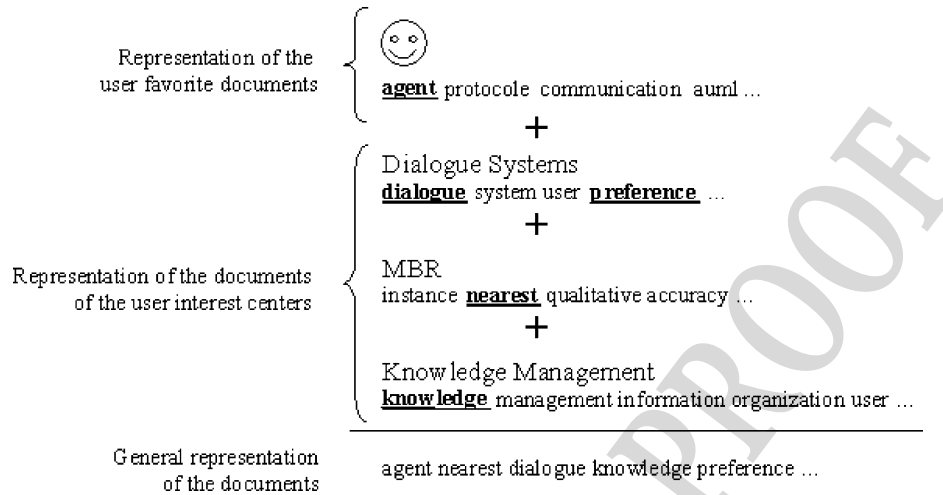 Representation of the
user favorite documents
agent protocole communication auml ...
+
Dialogue Systems
dialogue system user preference ...
+
Representation of the documents
of the user interest centers
MBR
instance nearest qualitative accuracy ...
+
Knowledge Management
knowledge management information organization user ...
General representation
of the documents
agent nearest dialogue knowledge preference ...
PROOF